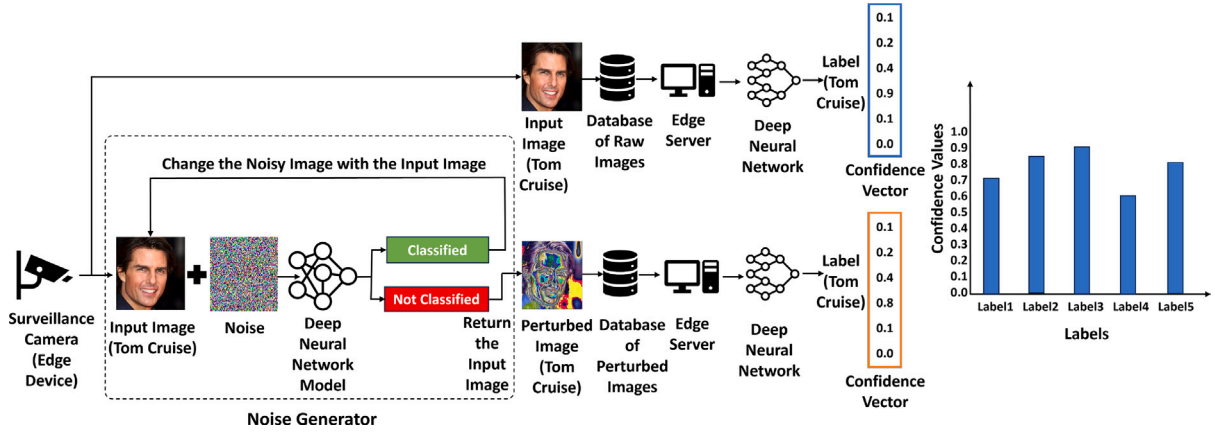 Surveillance
Camera
(Edge
Device)
Change the Noisy Image with the Input Image
Input Image
(Tom Cruise)
Noise
Deep
Neural
Network
Model
Classified
Not Classified
Return
the
Input
Image
Noise Generator
Input
Image
(Tom
Cruise)
Database
of Raw
Images
Edge
Server
Deep
Neural
Network
Label
(Tom
Cruise)
0.1
0.2
0.4
0.9
0.1
0.0
Confidence
Vector
Perturbed
Image
(Tom
Cruise)
Database
of
Perturbed
Images
Edge
Server
Deep
Neural
Network
Label
(Tom
Cruise)
0.1
0.2
0.4
0.8
0.1
0.0
Confidence
Vector
Confidence Values
1.0
0.9
0.8
0.7
0.6
0.5
0.4
0.3
0.2
0.1
0.0
Label1 Label2 Label3 Label4 Label5
Labels